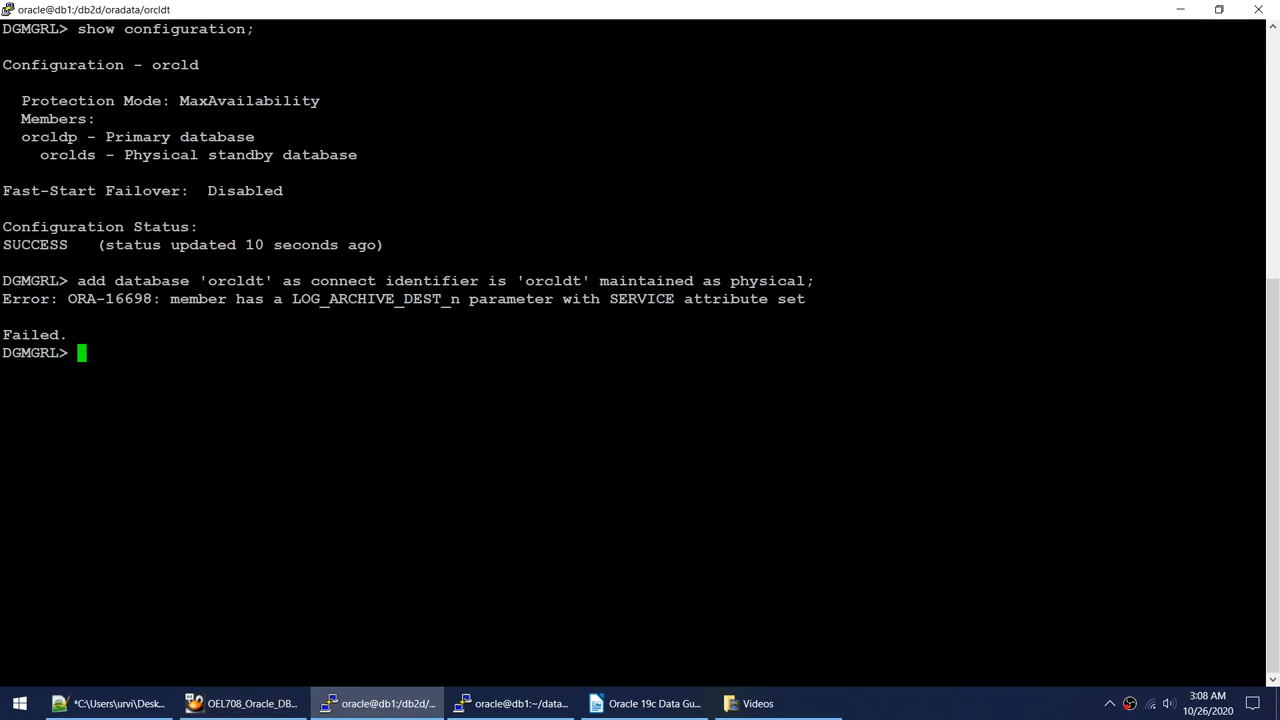 oracle@db1:/db2d/oradata/orcldt
DGMGRL> show configuration;
Configuration - orcld
Protection Mode: MaxAvailability
Members:
orcldp - Primary database
orclds - Physical standby database
Fast-Start Failover:  Disabled
Configuration Status:
SUCCESS   (status updated 10 seconds ago)
DGMGRL> add database 'orcldt' as connect identifier is 'orcldt' maintained as physical;
Error: ORA-16698: member has a LOG_ARCHIVE_DEST_n parameter with SERVICE attribute set
Failed.
DGMGRL>
*C:\Users\urvi\Desk... OEL708_Oracle_DB... oracle@db1:/db2d/... oracle@db1:~/data... Oracle 19c Data Gu... Videos 3:08 AM
10/26/2020